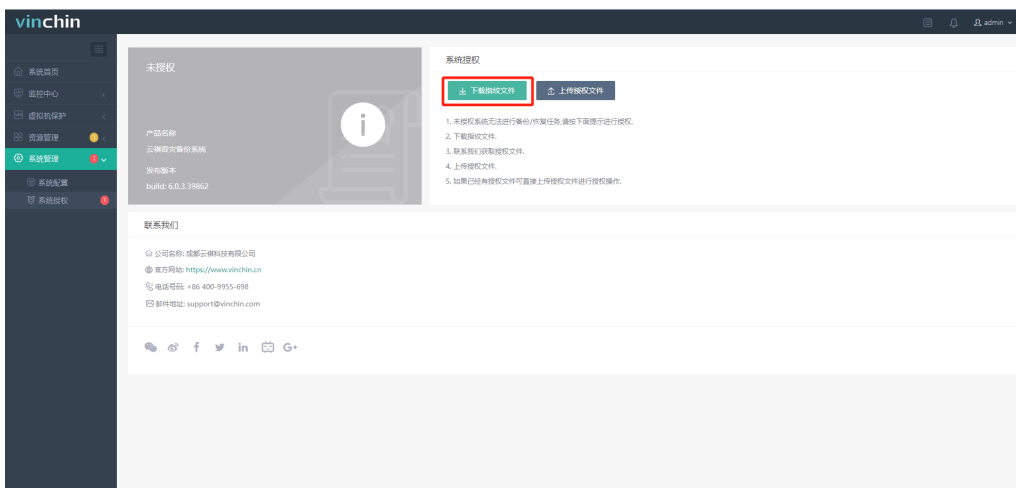 vinchin
admin
系统首页
监控中心
虚拟机保护
资源管理 1
系统管理 1
系统配置
系统授权 1
未授权
产品名称
云祺容灾备份系统
发布版本
build: 6.0.3.39862
系统授权
下载指纹文件 上传授权文件
1. 未授权系统无法进行备份/恢复任务,请按下面提示进行授权.
2. 下载指纹文件.
3. 联系我们获取授权文件.
4. 上传授权文件.
5. 如果已经有授权文件可直接上传授权文件进行授权操作.
联系我们
公司名称: 成都云祺科技有限公司
官方网站: https://www.vinchin.cn
电话号码: +86 400-9955-698
邮件地址: support@vinchin.com